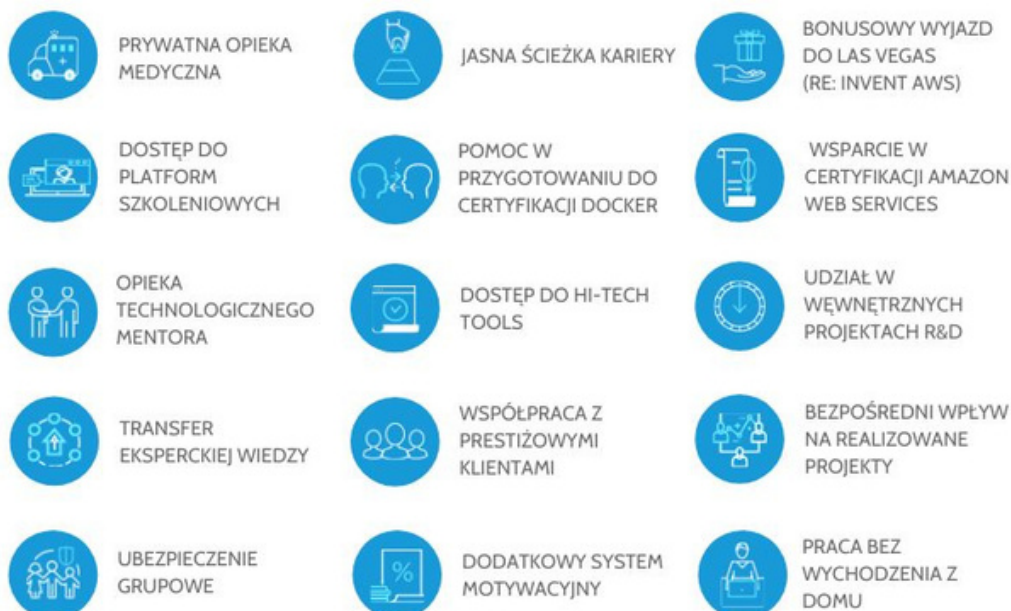 PRYWATNA OPIEKA
MEDYCZNA
JASNA ŚCIEŻKA KARIERY
BONUSOWY WYJAZD
DO LAS VEGAS
(RE: INVENT AWS)
DOSTĘP DO
PLATFORM
SZKOLENIOWYCH
POMOC W
PRZYGOTOWANIU DO
CERTYFIKACJI DOCKER
WSPARCIE W
CERTYFIKACJI AMAZON
WEB SERVICES
OPIEKA
TECHNOLOGICZNEGO
MENTORA
DOSTĘP DO HI-TECH
TOOLS
UDZIAŁ W
WĘWNĘTRZNYCH
PROJEKTACH R&D
TRANSFER
EKSPERCKIEJ WIEDZY
WSPÓŁPRACA Z
PRESTIŻOWYMI
KLIENTAMI
BEZPOŚREDNI WPŁYW
NA REALIZOWANE
PROJEKTY
UBEZPIECZENIE
GRUPOWE
%
DODATKOWY SYSTEM
MOTYWACYJNY
PRACA BEZ
WYCHODZENIA Z
DOMU